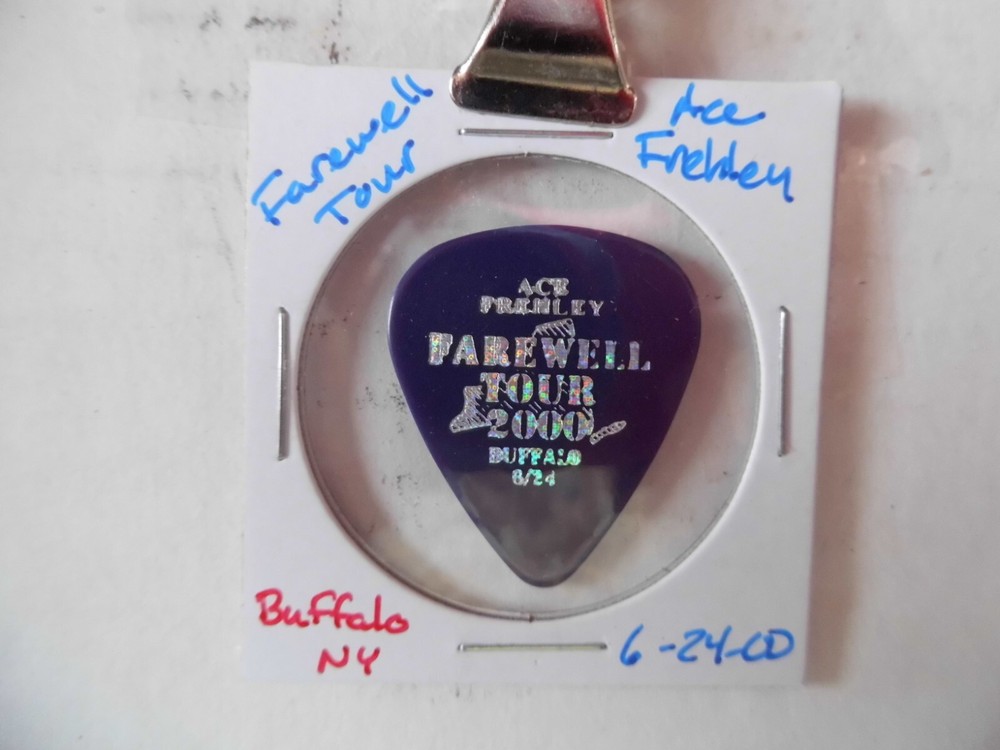 Farewell
Tour
Ace
Frehley
ACE
FREHLEY
FAREWELL
TOUR
2000
BUFFALO
6/24
Buffalo
NY
6-24-00